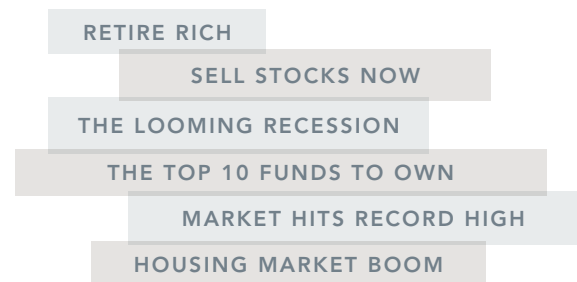 RETIRE RICH
SELL STOCKS NOW
THE LOOMING RECESSION
THE TOP 10 FUNDS TO OWN
MARKET HITS RECORD HIGH
HOUSING MARKET BOOM